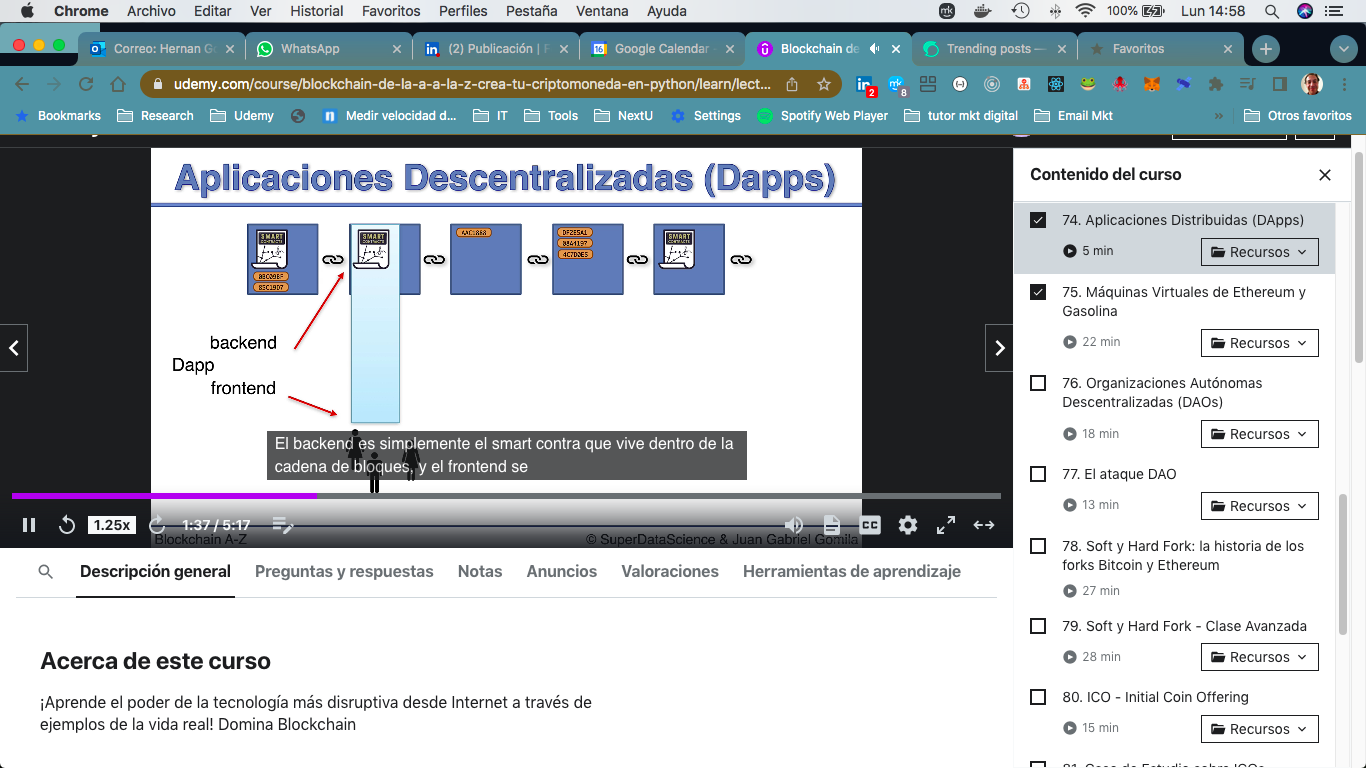 Chrome Archivo Editar Ver Historial Favoritos Perfiles Pestaña Ventana Ayuda
100% Lun 14:58
Correo: Hernan G
WhatsApp
(2) Publicación | F
Google Calendar
Blockchain de
Trending posts —
Favoritos
udemy.com/course/blockchain-de-la-a-a-la-z-crea-tu-criptomoneda-en-python/learn/lect...
2
8
Bookmarks Research Udemy Medir velocidad d... IT Tools NextU Settings Spotify Web Player tutor mkt digital Email Mkt » Otros favoritos
Aplicaciones Descentralizadas (Dapps)
SMART
CONTRACTS
SMART
CONTRACTS
AAC1888
SMART
CONTRACTS
backend
Dapp
frontend
El backend es simplemente el smart contra que vive dentro de la
cadena de bloques, y el frontend se
1.25x 1:37 / 5:17 CC
Blockchain A-Z
© SuperDataScience & Juan Gabriel Gomila
Contenido del curso
74. Aplicaciones Distribuidas (DApps)
5 min Recursos
75. Máquinas Virtuales de Ethereum y
Gasolina
22 min Recursos
76. Organizaciones Autónomas
Descentralizadas (DAOs)
18 min Recursos
77. El ataque DAO
13 min Recursos
78. Soft y Hard Fork: la historia de los
forks Bitcoin y Ethereum
27 min
79. Soft y Hard Fork - Clase Avanzada
28 min Recursos
80. ICO - Initial Coin Offering
15 min Recursos
Descripción general Preguntas y respuestas Notas Anuncios Valoraciones Herramientas de aprendizaje
Acerca de este curso
¡Aprende el poder de la tecnología más disruptiva desde Internet a través de
ejemplos de la vida real! Domina Blockchain